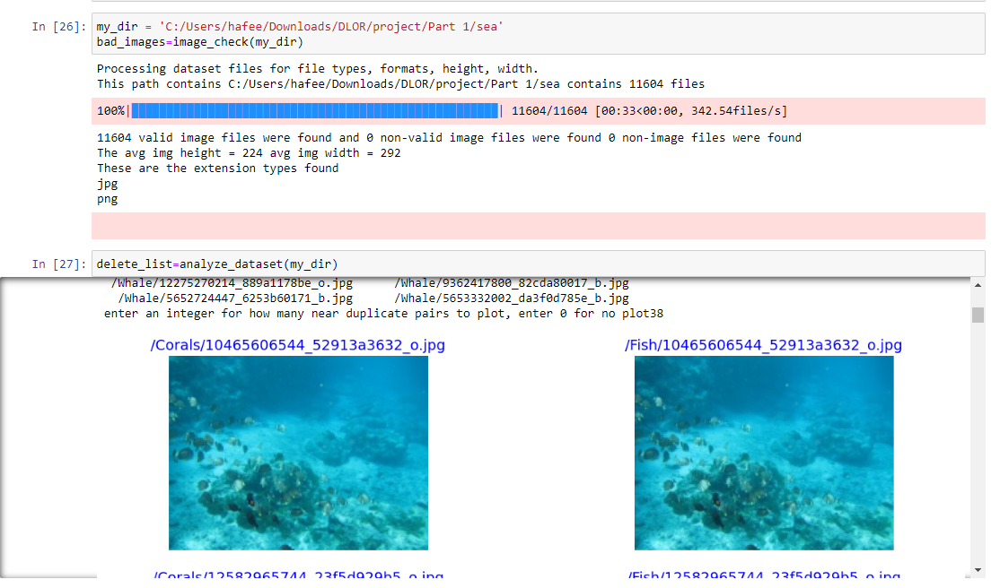 In [26]: my_dir = 'C:/Users/hafee/Downloads/DLOR/project/Part 1/sea'
bad_images=image_check(my_dir)
Processing dataset files for file types, formats, height, width.
This path contains C:/Users/hafee/Downloads/DLOR/project/Part 1/sea contains 11604 files
100%| | 11604/11604 [00:33<00:00, 342.54files/s]
11604 valid image files were found and 0 non-valid image files were found 0 non-image files were found
The avg img height = 224 avg img width = 292
These are the extension types found
jpg
png
In [27]: delete_list=analyze_dataset(my_dir)
/Whale/12275270214_889a1178be_o.jpg /Whale/9362417800_82cda80017_b.jpg
/Whale/5652724447_6253b60171_b.jpg /Whale/5653332002_da3f0d785e_b.jpg
enter an integer for how many near duplicate pairs to plot, enter 0 for no plot38
/Corals/10465606544_52913a3632_o.jpg /Fish/10465606544_52913a3632_o.jpg
/Corals/12582965744_23f5d929b5_o.jpg /Fish/12582965744_23f5d929b5_o.jpg